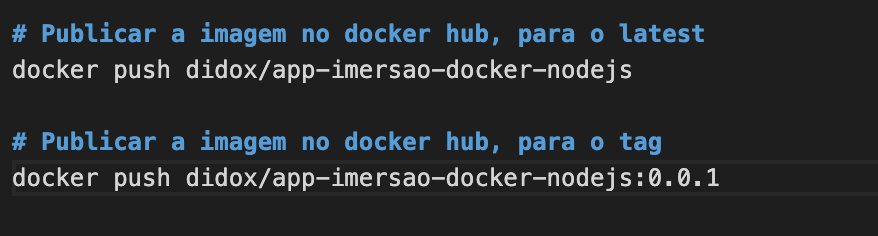 # Publicar a imagem no docker hub, para o latest
docker push didox/app-imersao-docker-nodejs
# Publicar a imagem no docker hub, para o tag
docker push didox/app-imersao-docker-nodejs:0.0.1